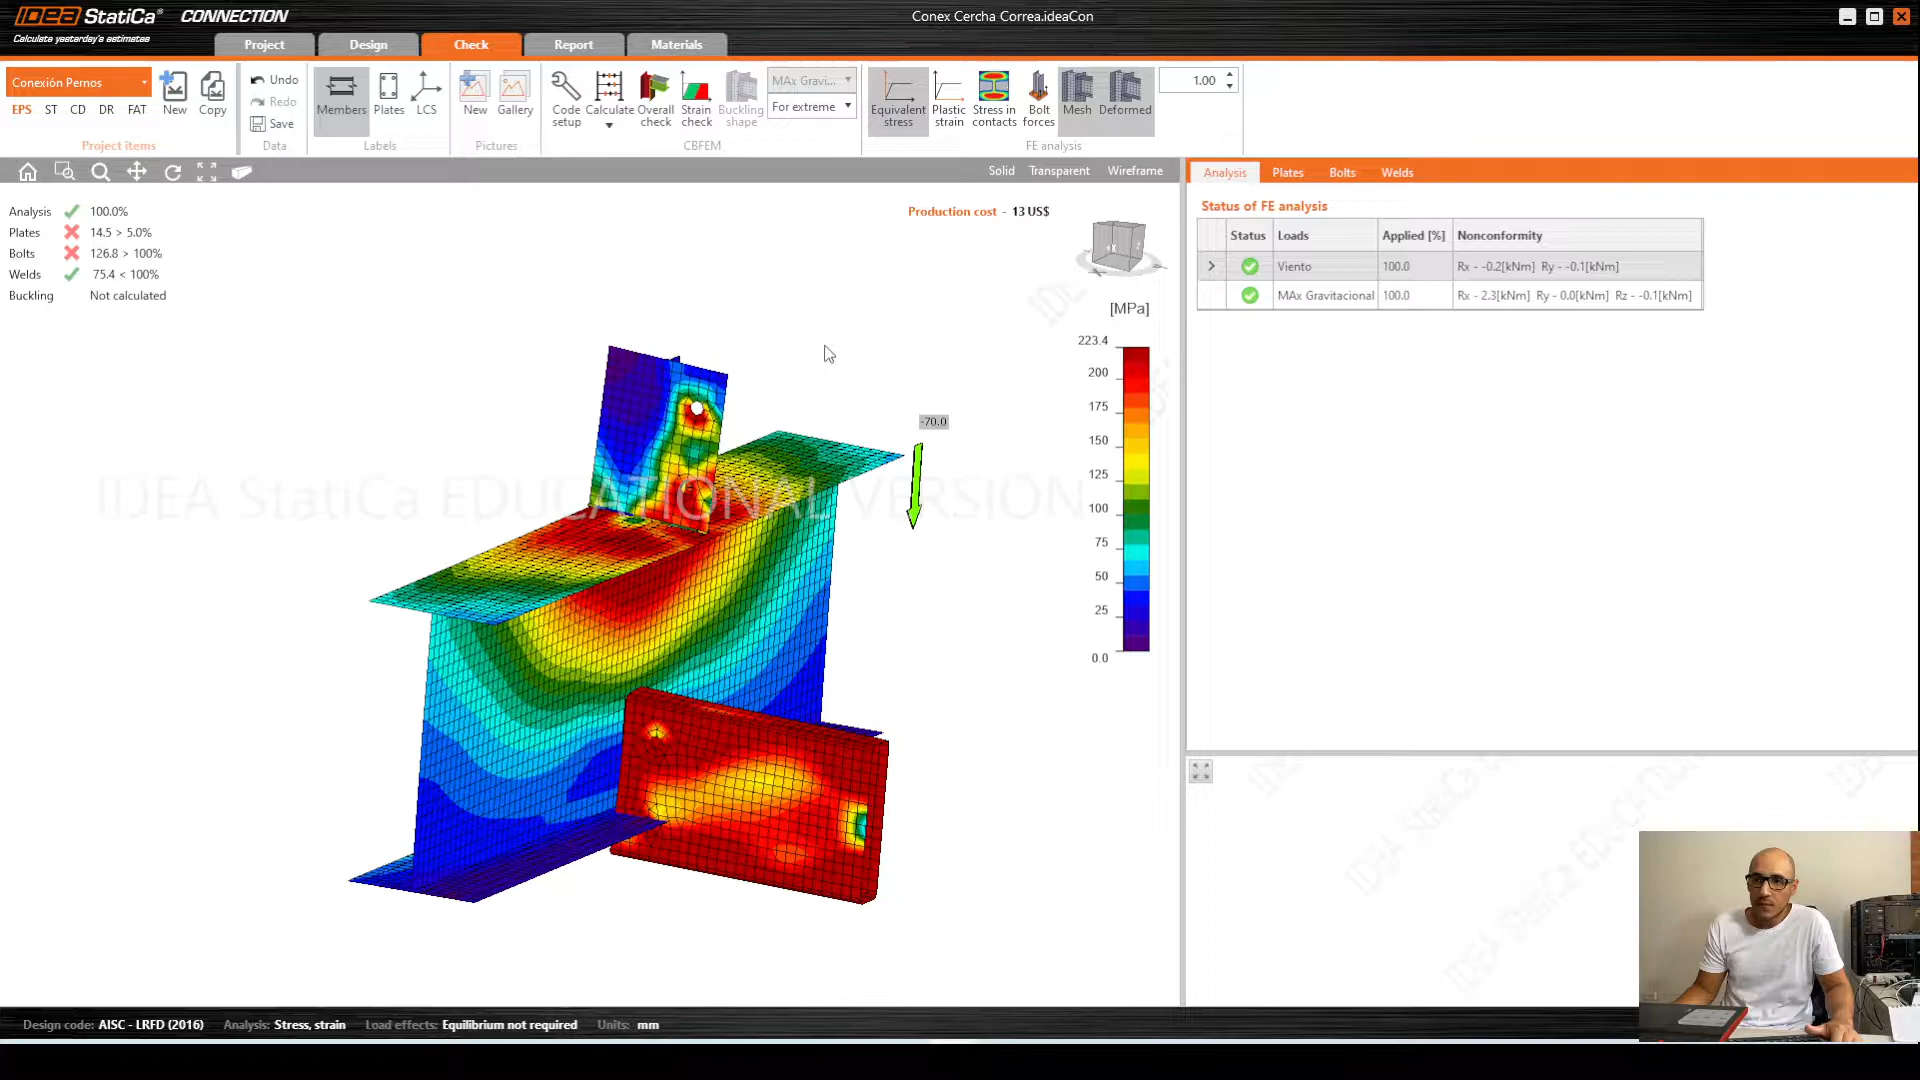 IDEA StatiCa® CONNECTION
Calculate yesterday's estimates
Conex Cercha Correa.ideaCon
Project Design Check Report Materials
Conexión Pernos
EPS ST CD DR FAT
New Copy
Project items
Undo
Redo
Save
Data
Members Plates LCS
Labels
New Gallery
Pictures
Code setup Calculate Overall check Strain check Buckling shape
MAx Gravi...
For extreme
CBFEM
Equivalent stress Plastic strain Stress in contacts Bolt forces Mesh Deformed
1.00
FE analysis
Solid Transparent Wireframe
Analysis 100.0%
Plates 14.5 > 5.0%
Bolts 126.8 > 100%
Welds 75.4 < 100%
Buckling Not calculated
Production cost - 13 US$
[MPa]
223.4
200
175
150
125
100
75
50
25
0.0
-70.0
IDEA StatiCa EDUCATIONAL VERSION
Analysis Plates Bolts Welds
Status of FE analysis
Status Loads Applied [%] Nonconformity
Viento 100.0 Rx - -0.2[kNm] Ry - -0.1[kNm]
MAx Gravitacional 100.0 Rx - 2.3[kNm] Ry - 0.0[kNm] Rz - -0.1[kNm]
Design code: AISC - LRFD (2016) Analysis: Stress, strain Load effects: Equilibrium not required Units: mm